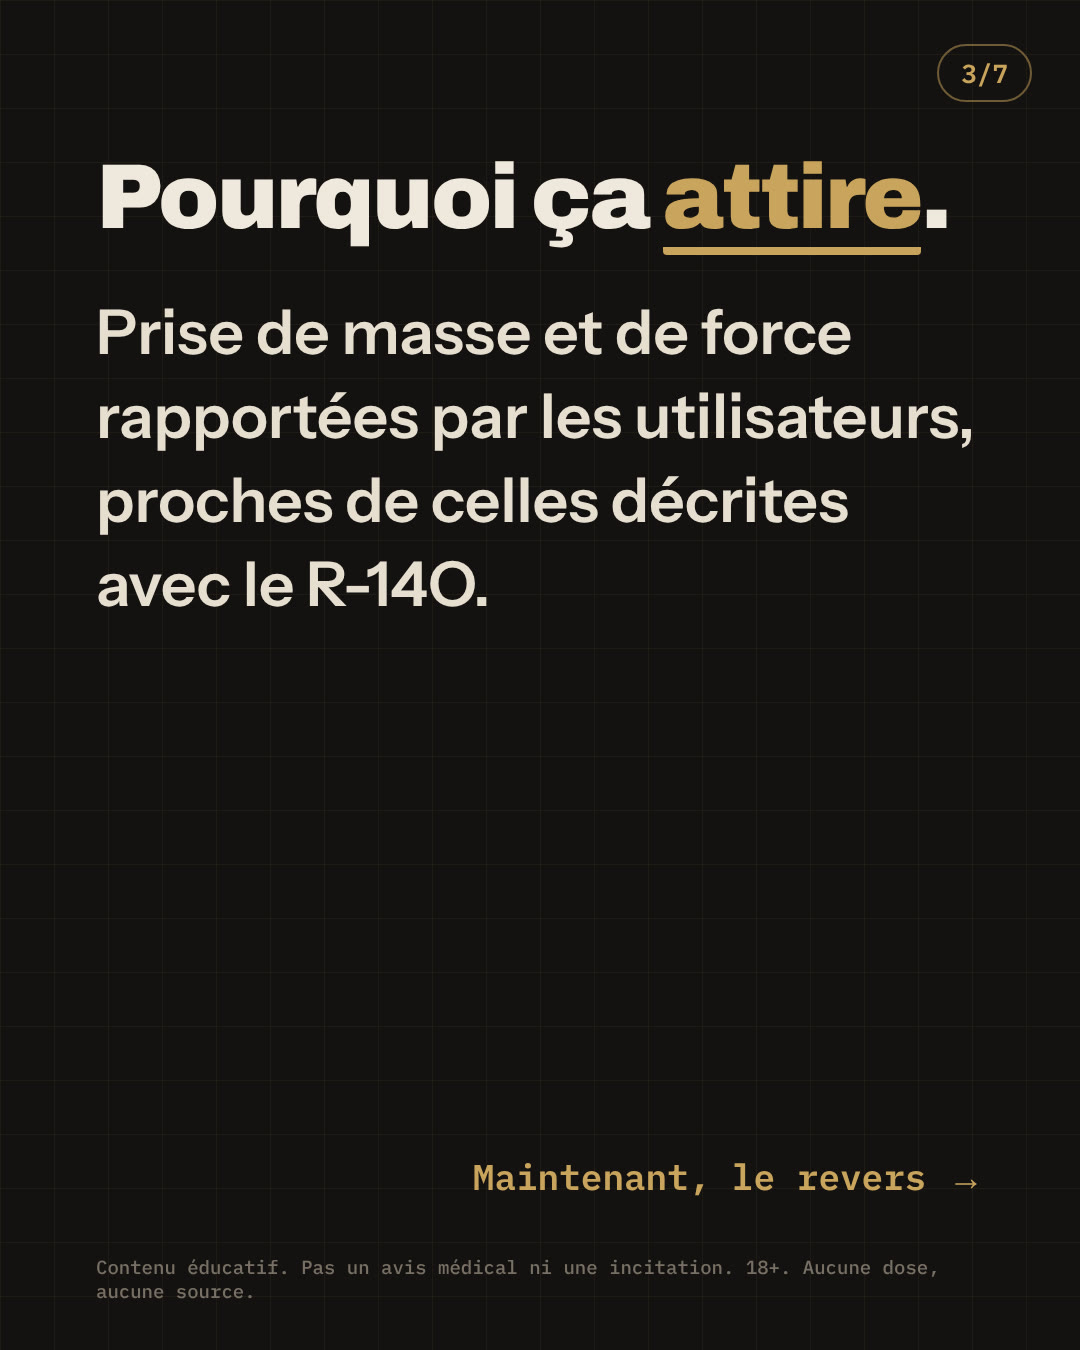 3/7
Pourquoi ça attire.
Prise de masse et de force
rapportées par les utilisateurs,
proches de celles décrites
avec le R-140.
Maintenant, le revers →
Contenu éducatif. Pas un avis médical ni une incitation. 18+. Aucune dose,
aucune source.